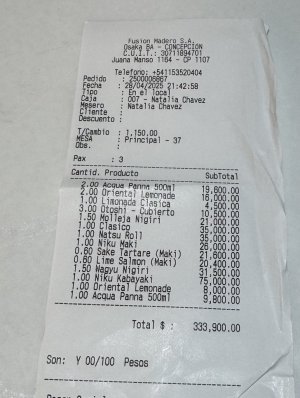 Fusion Madero S.A.
Osaka BA - CONCEPCION
C.U.I.T.: 30711894701
Juana Manso 1164 - CP 1107
Telefono: +541153520404
Pedido : 2500006867
Fecha : 28/04/2025 21:42:58
Tipo : En el local
Caja : 007 - Natalia Chavez
Mesero : Natalia Chavez
Cliente :
Descuento :
T/Cambio : 1,150.00
MESA : Principal - 37
Obs. :
Pax : 3
Cantid. Producto SubTotal
2.00 Acqua Panna 500ml 19,600.00
2.00 Oriental Lemonade 16,000.00
1.00 Limonada Clasica 4,500.00
3.00 Otoshi - Cubierto 10,500.00
1.50 Molleja Nigiri 21,000.00
1.00 Clasico 35,000.00
1.00 Natsu Roll 35,000.00
1.00 Niku Maki 26,000.00
0.60 Sake Tartare (Maki) 21,600.00
0.60 Lime Salmon (Maki) 20,400.00
1.50 Wagyu Nigiri 31,500.00
1.00 Niku Kabayaki 75,000.00
1.00 Oriental Lemonade 8,000.00
1.00 Acqua Panna 500ml 9,800.00
Total $ : 333,900.00
Son: Y 00/100 Pesos